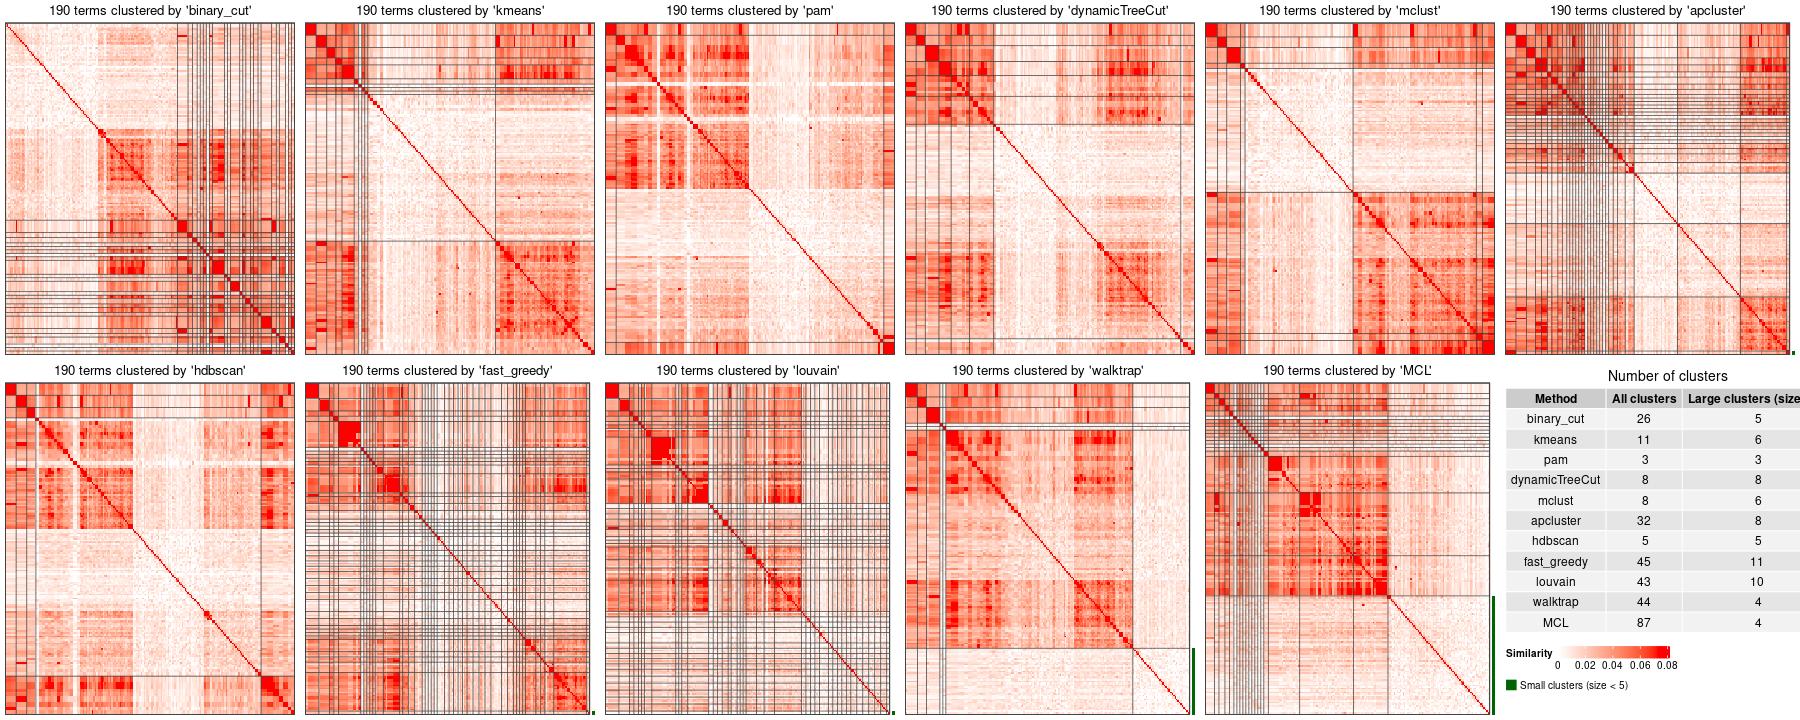 190 terms clustered by 'binary_cut'
190 terms clustered by 'kmeans'
190 terms clustered by 'pam'
190 terms clustered by 'dynamicTreeCut'
190 terms clustered by 'mclust'
190 terms clustered by 'apcluster'
190 terms clustered by 'hdbscan'
190 terms clustered by 'fast_greedy'
190 terms clustered by 'louvain'
190 terms clustered by 'walktrap'
190 terms clustered by 'MCL'
Number of clusters
Method All clusters Large clusters (size
binary_cut 26 5
kmeans 11 6
pam 3 3
dynamicTreeCut 8 8
mclust 8 6
apcluster 32 8
hdbscan 5 5
fast_greedy 45 11
louvain 43 10
walktrap 44 4
MCL 87 4
Similarity
0 0.02 0.04 0.06 0.08
Small clusters (size < 5)